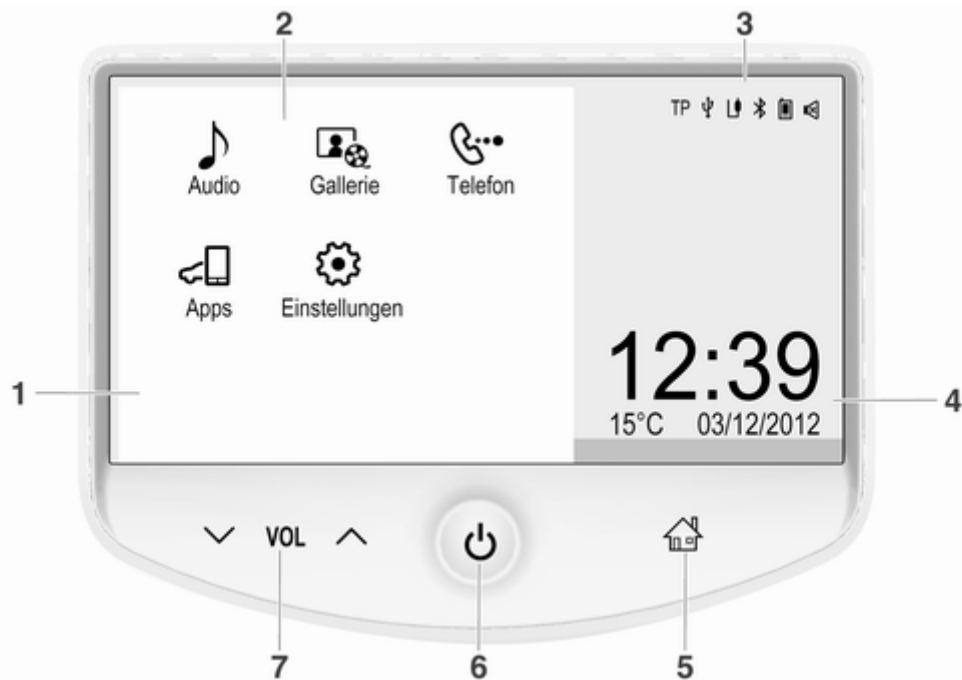 2 3
TP
Audio Gallerie Telefon
Apps Einstellungen
12:39
1 4
15°C 03/12/2012
VOL
7 6 5